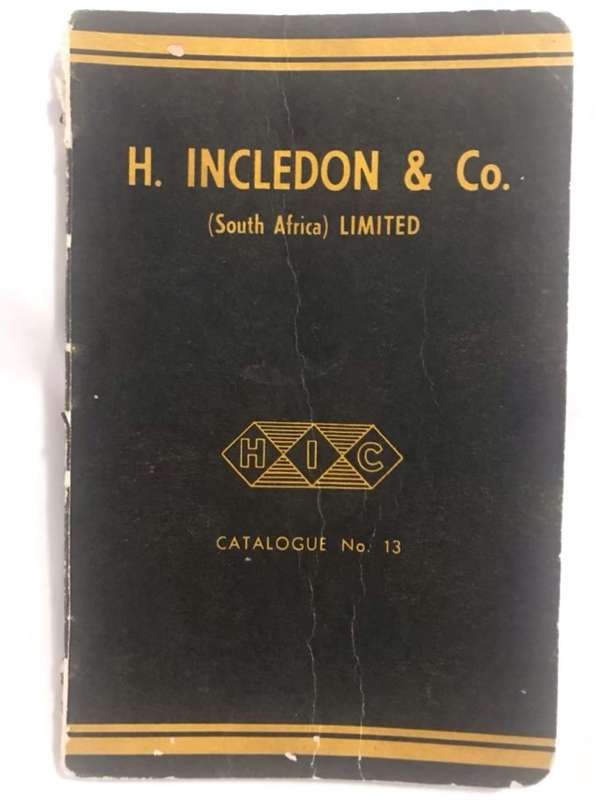 H. INCLEDON & Co.
(South Africa) LIMITED
H I C
CATALOGUE No. 13